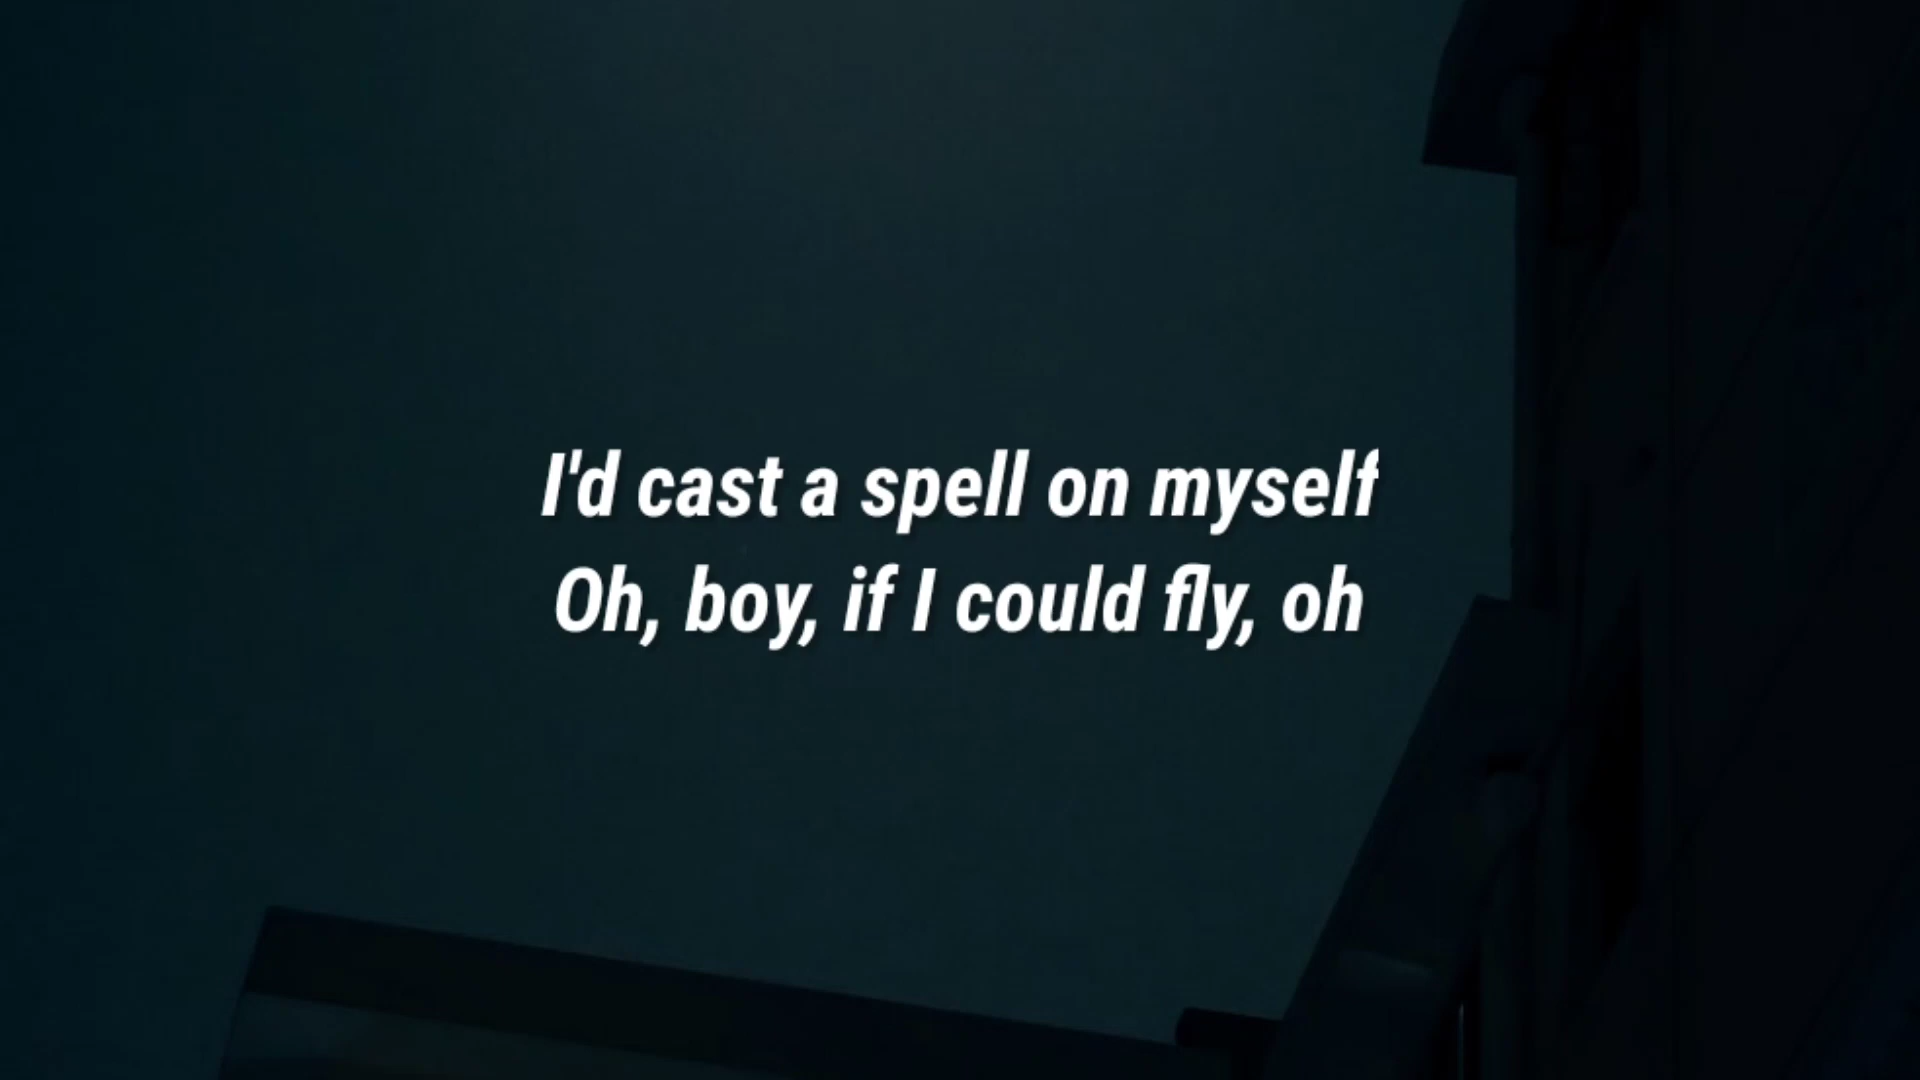 I'd cast a spell on myself
Oh, boy, if I could fly, oh